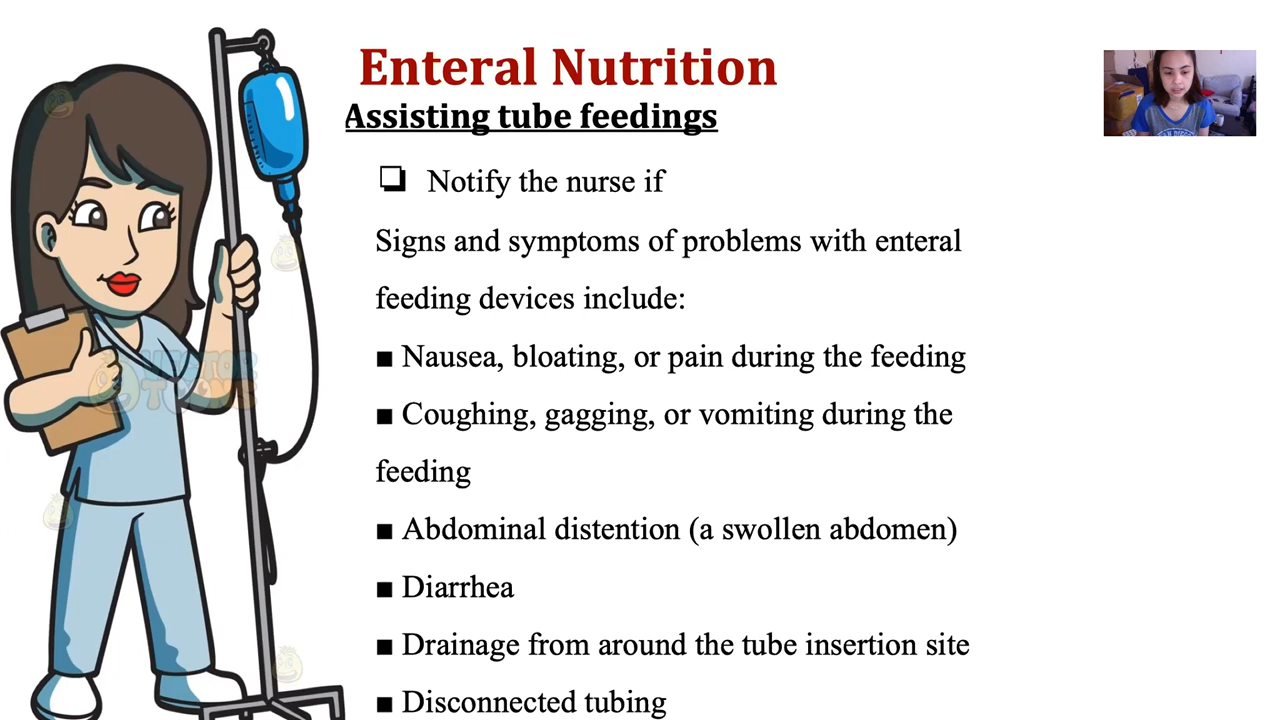 Enteral Nutrition
Assisting tube feedings
❏ Notify the nurse if
Signs and symptoms of problems with enteral
feeding devices include:
■ Nausea, bloating, or pain during the feeding
■ Coughing, gagging, or vomiting during the
feeding
■ Abdominal distention (a swollen abdomen)
■ Diarrhea
■ Drainage from around the tube insertion site
■ Disconnected tubing
VECTOR
TOONS